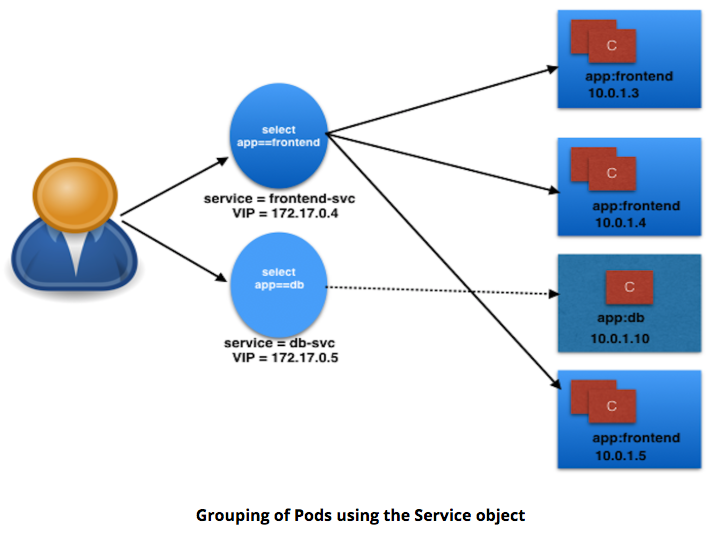 select
app==frontend
service = frontend-svc
VIP = 172.17.0.4
select
app==db
service = db-svc
VIP = 172.17.0.5
C
app:frontend
10.0.1.3
C
app:frontend
10.0.1.4
C
app:db
10.0.1.10
C
app:frontend
10.0.1.5
Grouping of Pods using the Service object